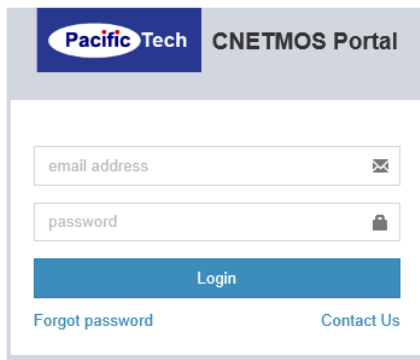 Pacific Tech CNETMOS Portal
email address
password
Login
Forgot password Contact Us